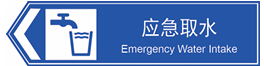 应急取水
Emergency Water Intake